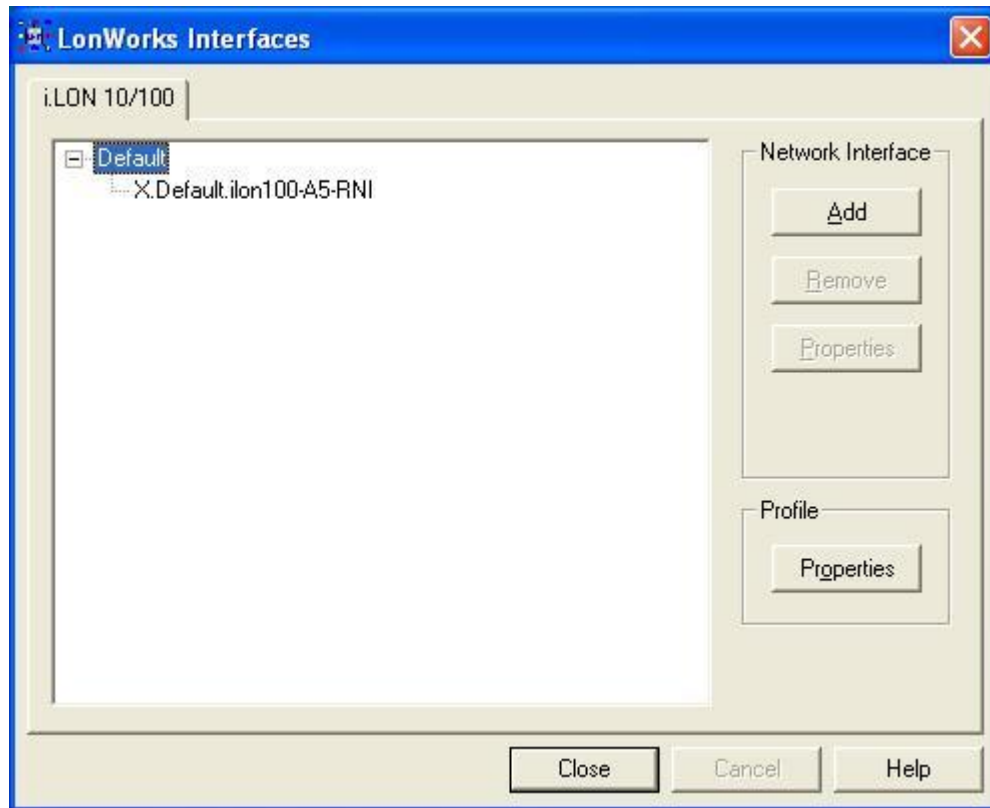 LonWorks Interfaces
i.LON 10/100
Default
X.Default.ilon100-A5-RNI
Network Interface
Add
Remove
Properties
Profile
Properties
Close
Cancel
Help